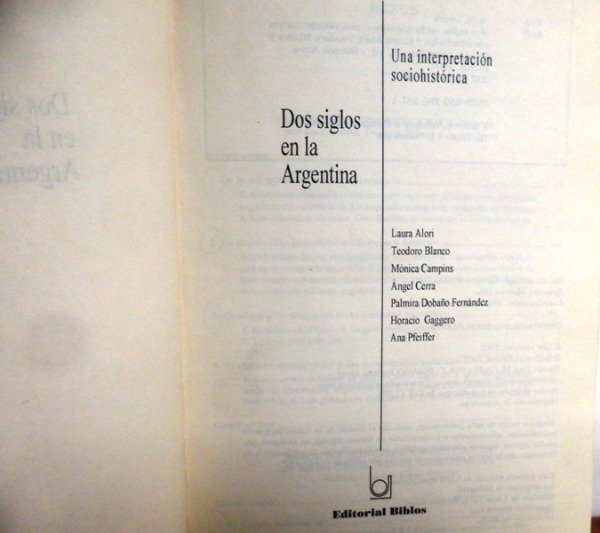 Una interpretación
sociohistórica
Dos siglos
en la
Argentina
Laura Alori
Teodoro Blanco
Mónica Campins
Ángel Cerra
Palmira Dobaño Fernández
Horacio Gaggero
Ana Pfeiffer
Editorial Biblos